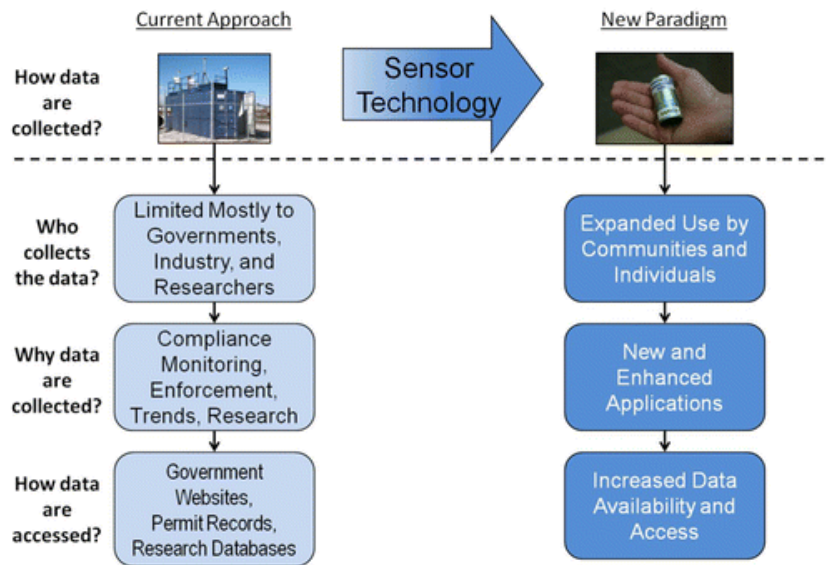 Current Approach
New Paradigm
How data
are
collected?
Sensor
Technology
Who
collects
the data?
Limited Mostly to
Governments,
Industry, and
Researchers
Expanded Use by
Communities and
Individuals
Why data
are
collected?
Compliance
Monitoring,
Enforcement,
Trends, Research
New and
Enhanced
Applications
How data
are
accessed?
Government
Websites,
Permit Records,
Research Databases
Increased Data
Availability and
Access